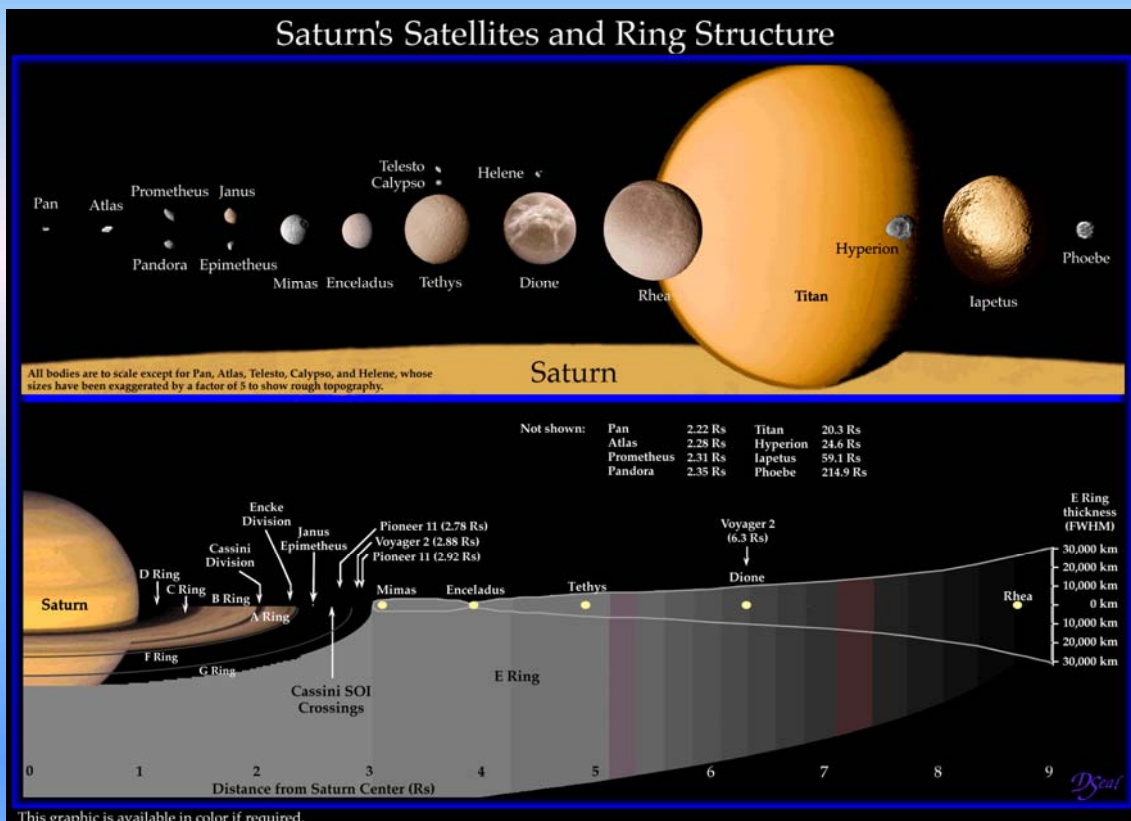 Saturn's Satellites and Ring Structure
Pan
Atlas
Prometheus
Pandora
Janus
Epimetheus
Mimas
Enceladus
Telesto
Calypso
Tethys
Helene
Dione
Rhea
Titan
Hyperion
Iapetus
Phoebe
All bodies are to scale except for Pan, Atlas, Telesto, Calypso, and Helene, whose
sizes have been exaggerated by a factor of 5 to show rough topography.
Saturn
Not shown: Pan 2.22 Rs Titan 20.3 Rs
Atlas 2.28 Rs Hyperion 24.6 Rs
Prometheus 2.31 Rs Iapetus 59.1 Rs
Pandora 2.35 Rs Phoebe 214.9 Rs
Saturn
D Ring
C Ring
B Ring
Cassini
Division
A Ring
Encke
Division
Janus
Epimetheus
Pioneer 11 (2.78 Rs)
Voyager 2 (2.88 Rs)
Pioneer 11 (2.92 Rs)
F Ring
G Ring
Cassini SOI
Crossings
Mimas
Enceladus
Tethys
Voyager 2
(6.3 Rs)
Dione
Rhea
E Ring
E Ring
thickness
(FWHM)
30,000 km
20,000 km
10,000 km
0 km
10,000 km
20,000 km
30,000 km
0 1 2 3 4 5 6 7 8 9
Distance from Saturn Center (Rs)
DSeal
This graphic is available in color if required.